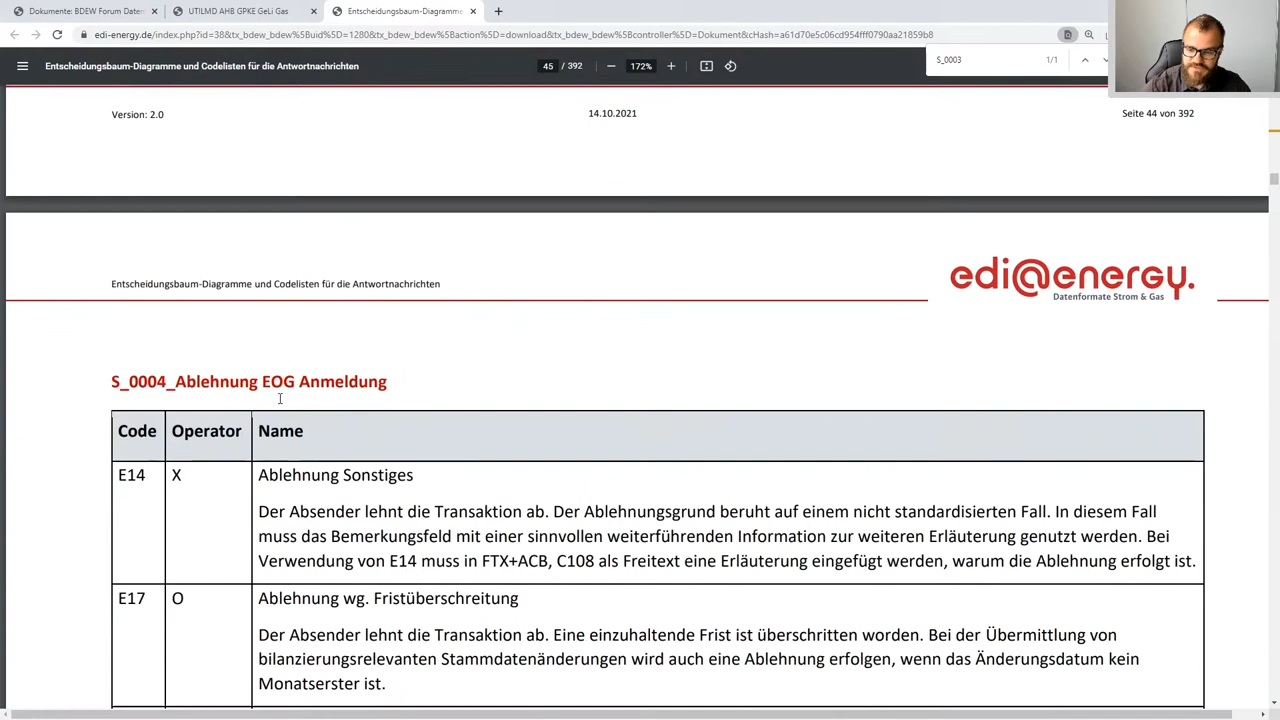 Dokumente: BDEW Forum Daten
UTILMD AHB GPKE GeLi Gas
Entscheidungsbaum-Diagramme
edi-energy.de/index.php?id=38&tx_bdew_bdew%5Buid%5D=1280&tx_bdew_bdew%5Baction%5D=download&tx_bdew_bdew%5Bcontroller%5D=Dokument&cHash=a61d70e5c06cd954fff0790aa21859b8
Entscheidungsbaum-Diagramme und Codelisten für die Antwortnachrichten
45 / 392
172%
S_0003
1/1
Version: 2.0
14.10.2021
Seite 44 von 392
Entscheidungsbaum-Diagramme und Codelisten für die Antwortnachrichten
edi@energy.
Datenformate Strom & Gas
S_0004_Ablehnung EOG Anmeldung
Code Operator Name
E14 X Ablehnung Sonstiges
Der Absender lehnt die Transaktion ab. Der Ablehnungsgrund beruht auf einem nicht standardisierten Fall. In diesem Fall
muss das Bemerkungsfeld mit einer sinnvollen weiterführenden Information zur weiteren Erläuterung genutzt werden. Bei
Verwendung von E14 muss in FTX+ACB, C108 als Freitext eine Erläuterung eingefügt werden, warum die Ablehnung erfolgt ist.
E17 O Ablehnung wg. Fristüberschreitung
Der Absender lehnt die Transaktion ab. Eine einzuhaltende Frist ist überschritten worden. Bei der Übermittlung von
bilanzierungsrelevanten Stammdatenänderungen wird auch eine Ablehnung erfolgen, wenn das Änderungsdatum kein
Monatserster ist.